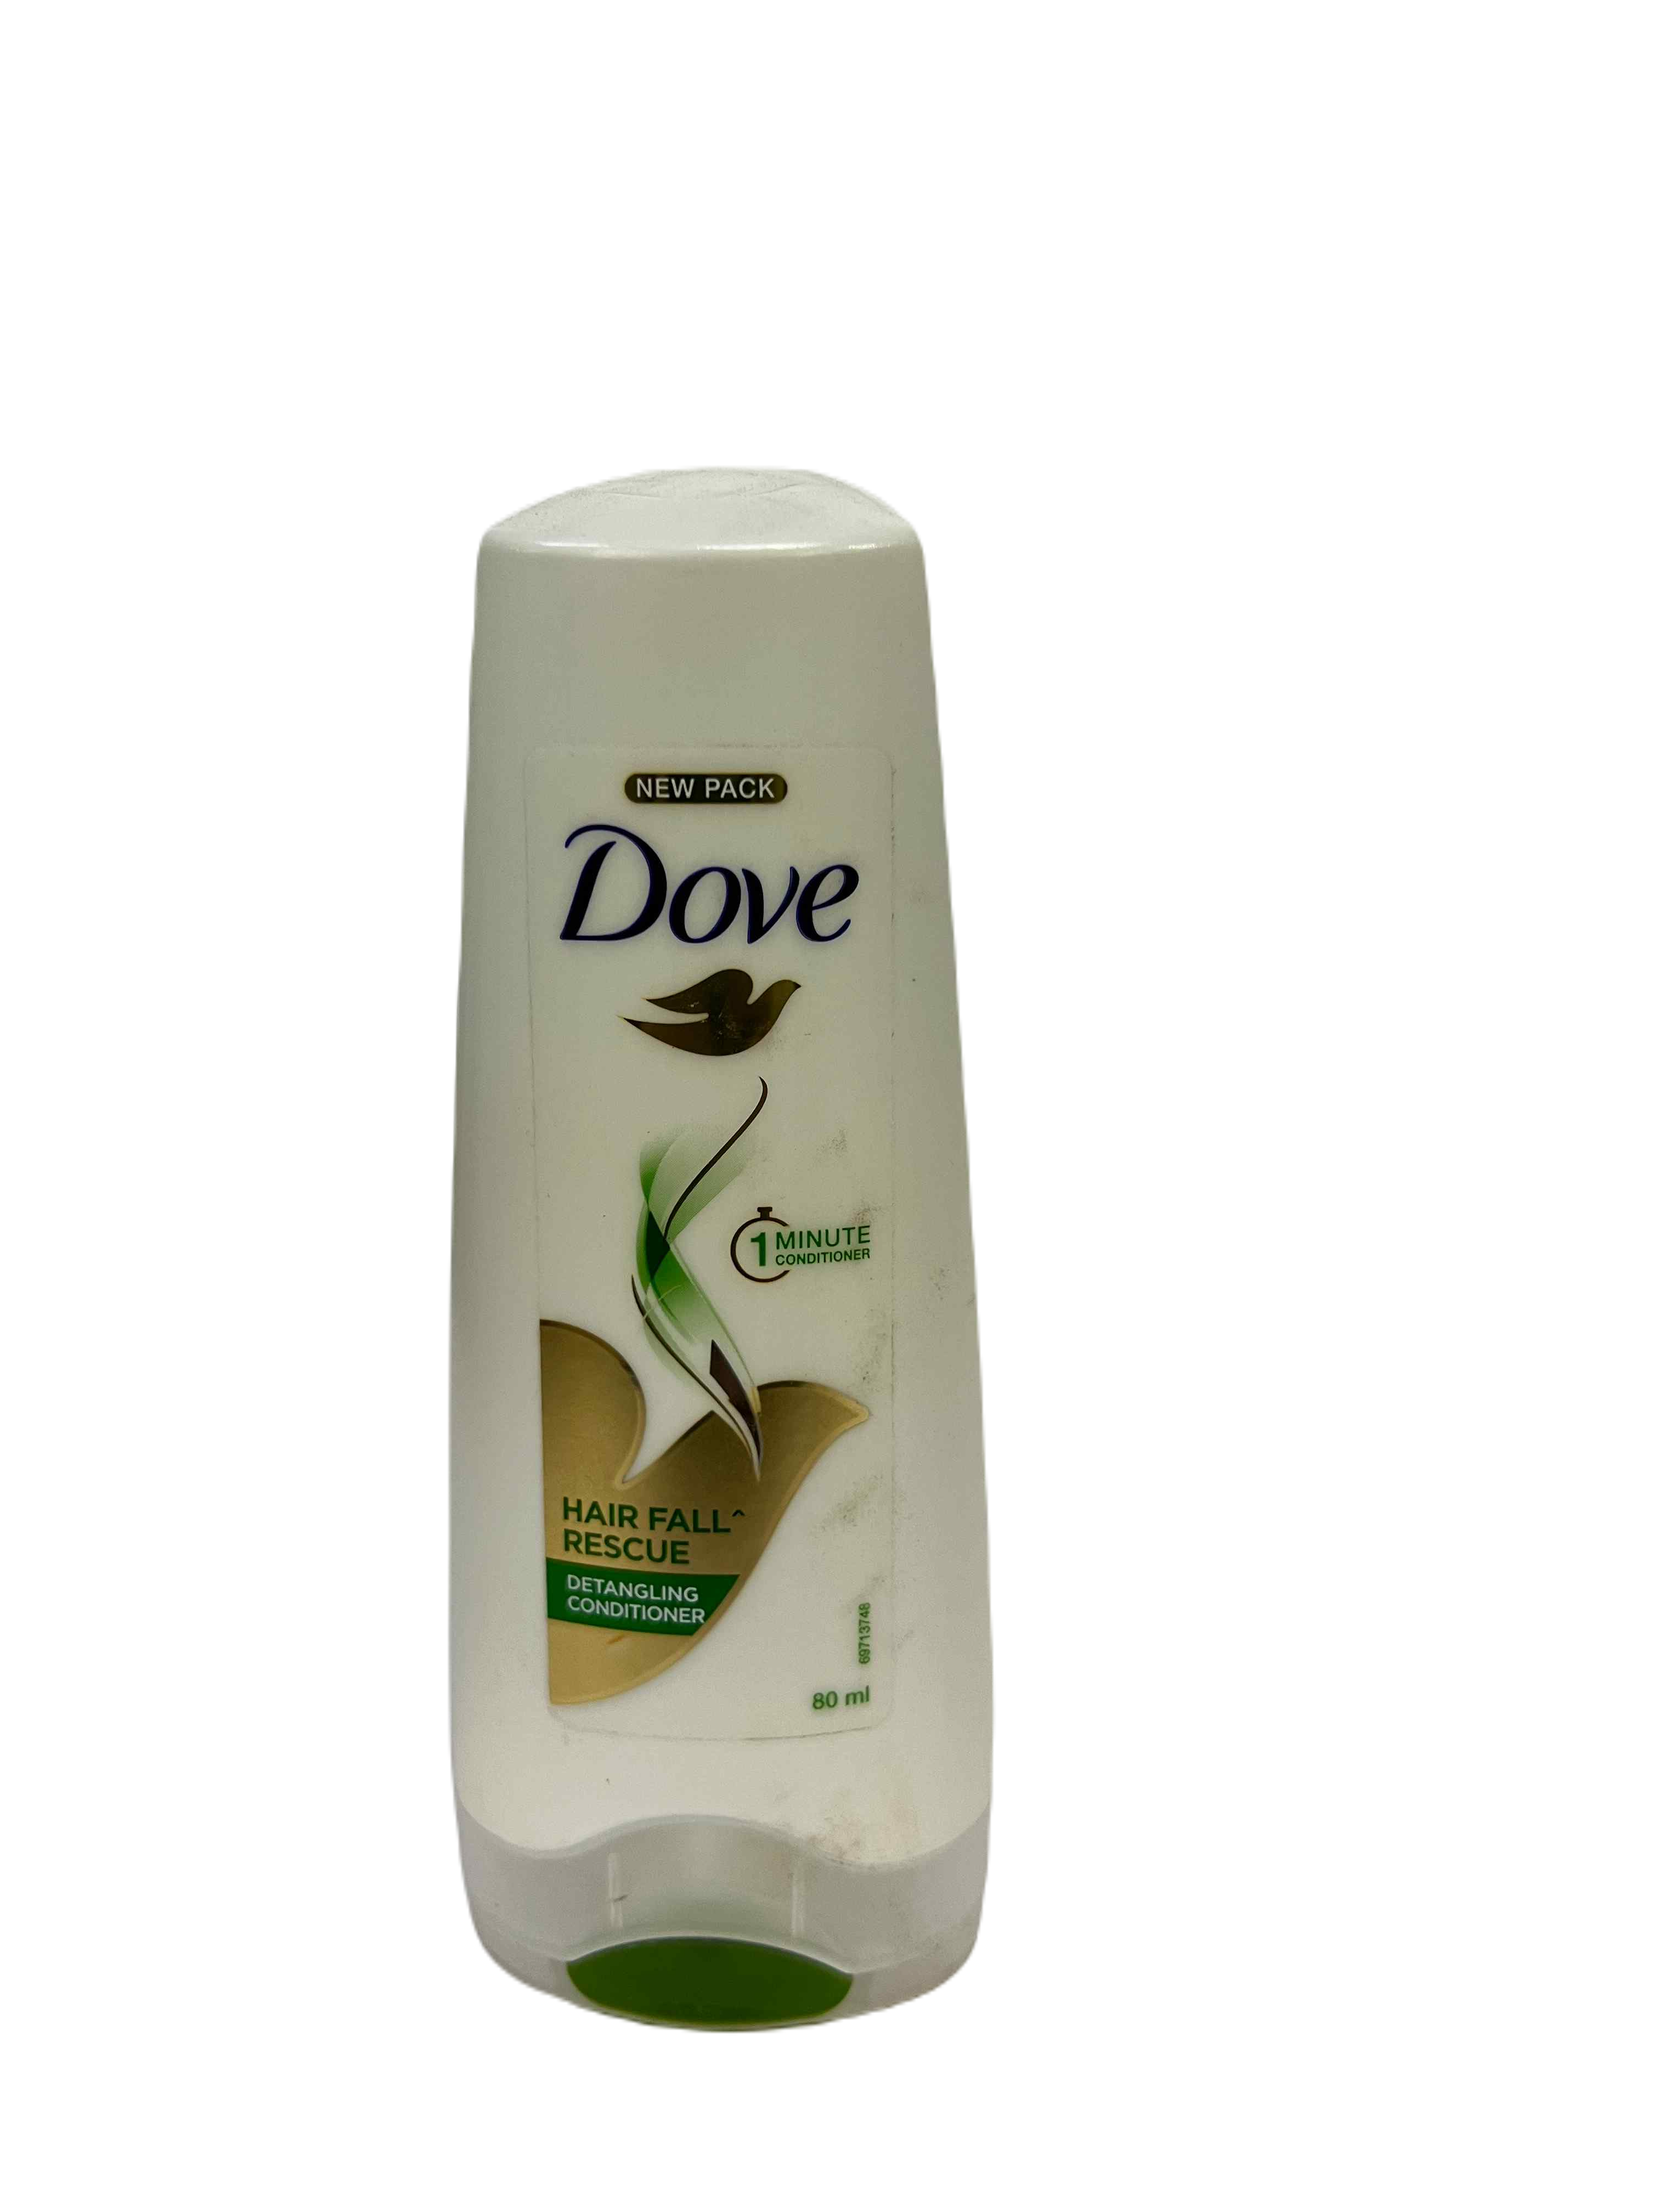 NEW PACK
Dove
1 MINUTE
CONDITIONER
HAIR FALL^
RESCUE
DETANGLING
CONDITIONER
69713748
80 ml